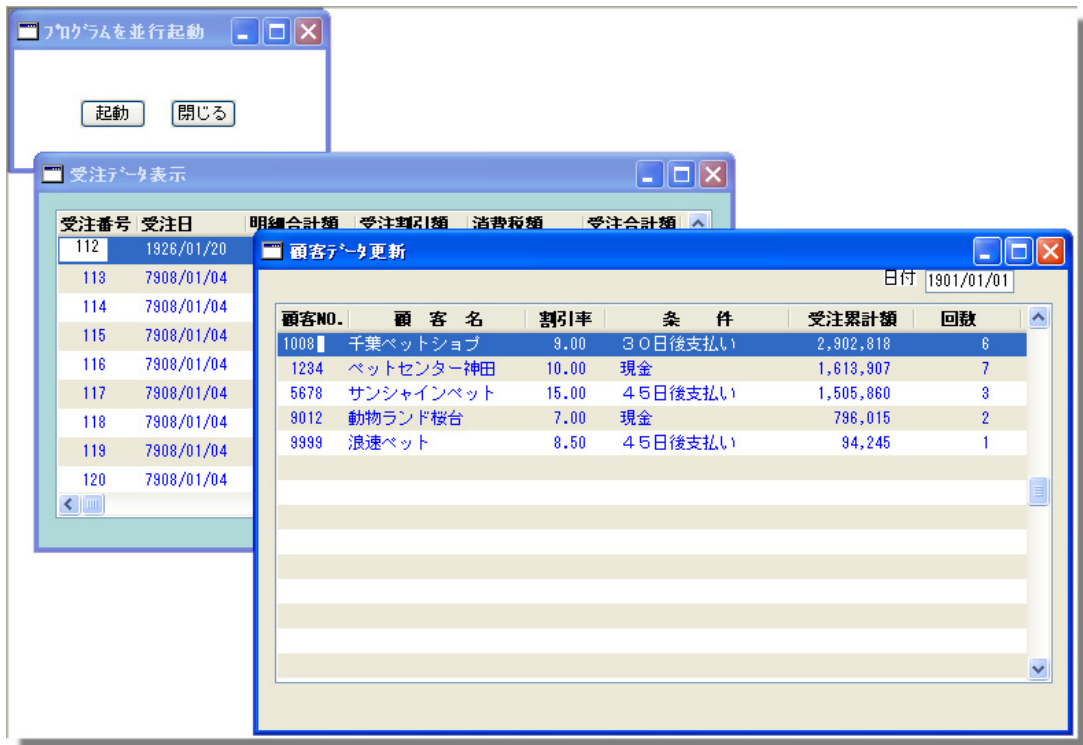 ﾌﾟﾛｸﾞﾗﾑを並行起動
起動 閉じる
受注ﾃﾞｰﾀ表示
受注番号 受注日 明細合計額 受注割引額 消費税額 受注合計額
112 1926/01/20
113 7908/01/04
114 7908/01/04
115 7908/01/04
116 7908/01/04
117 7908/01/04
118 7908/01/04
119 7908/01/04
120 7908/01/04
顧客ﾃﾞｰﾀ更新
日付 1901/01/01
顧客NO. 顧 客 名 割引率 条 件 受注累計額 回数
1008 千葉ペットショプ 9.00 ３０日後支払い 2,902,818 6
1234 ペットセンター神田 10.00 現金 1,613,907 7
5678 サンシャインペット 15.00 ４５日後支払い 1,505,860 3
9012 動物ランド桜台 7.00 現金 796,015 2
9999 浪速ペット 8.50 ４５日後支払い 94,245 1